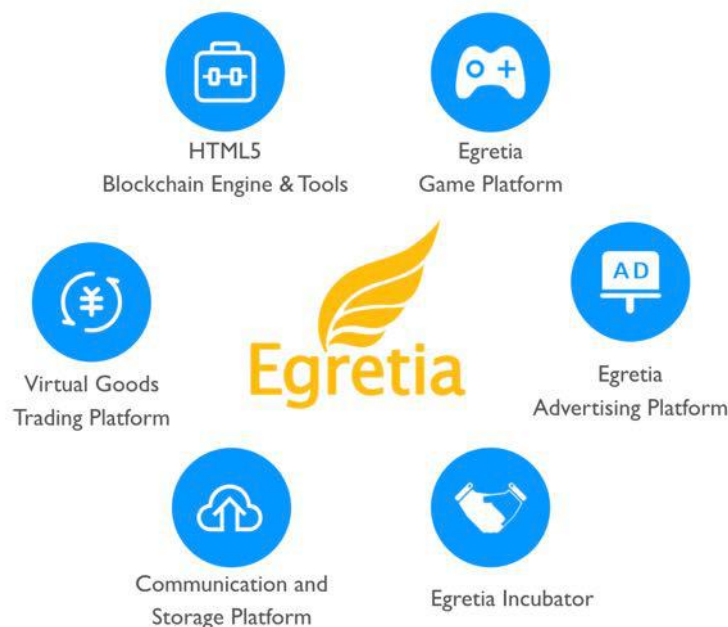 HTML5
Blockchain Engine & Tools
Egretia
Game Platform
¥
Virtual Goods
Trading Platform
Egretia
AD
Egretia
Advertising Platform
Communication and
Storage Platform
Egretia Incubator